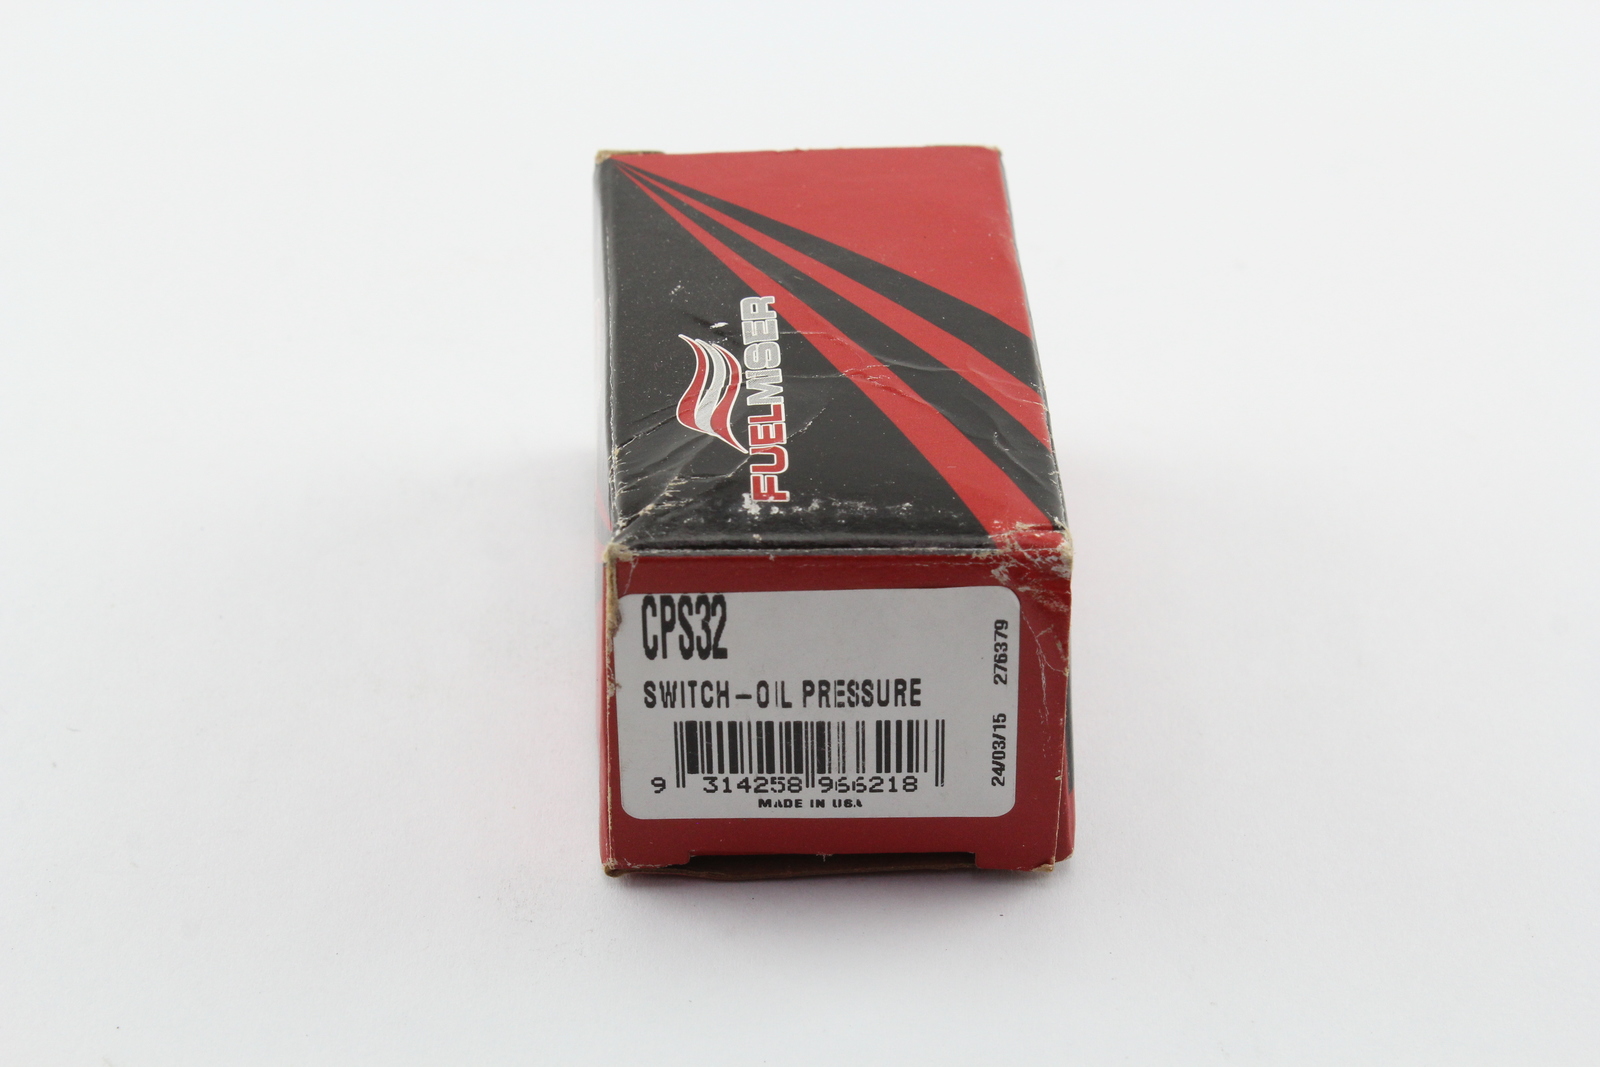 FUELMISER
CPS32
SWITCH-OIL PRESSURE
9 314258 966218
MADE IN USA
24/03/15 276379